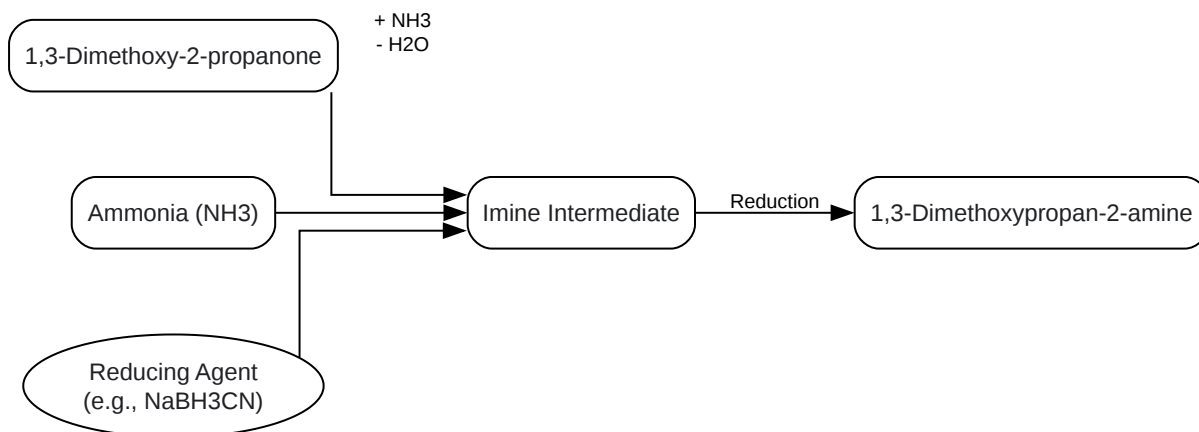 1,3-Dimethoxy-2-propanone
+ NH3
- H2O
Ammonia (NH3)
Imine Intermediate
Reduction
1,3-Dimethoxypropan-2-amine
Reducing Agent
(e.g., NaBH3CN)